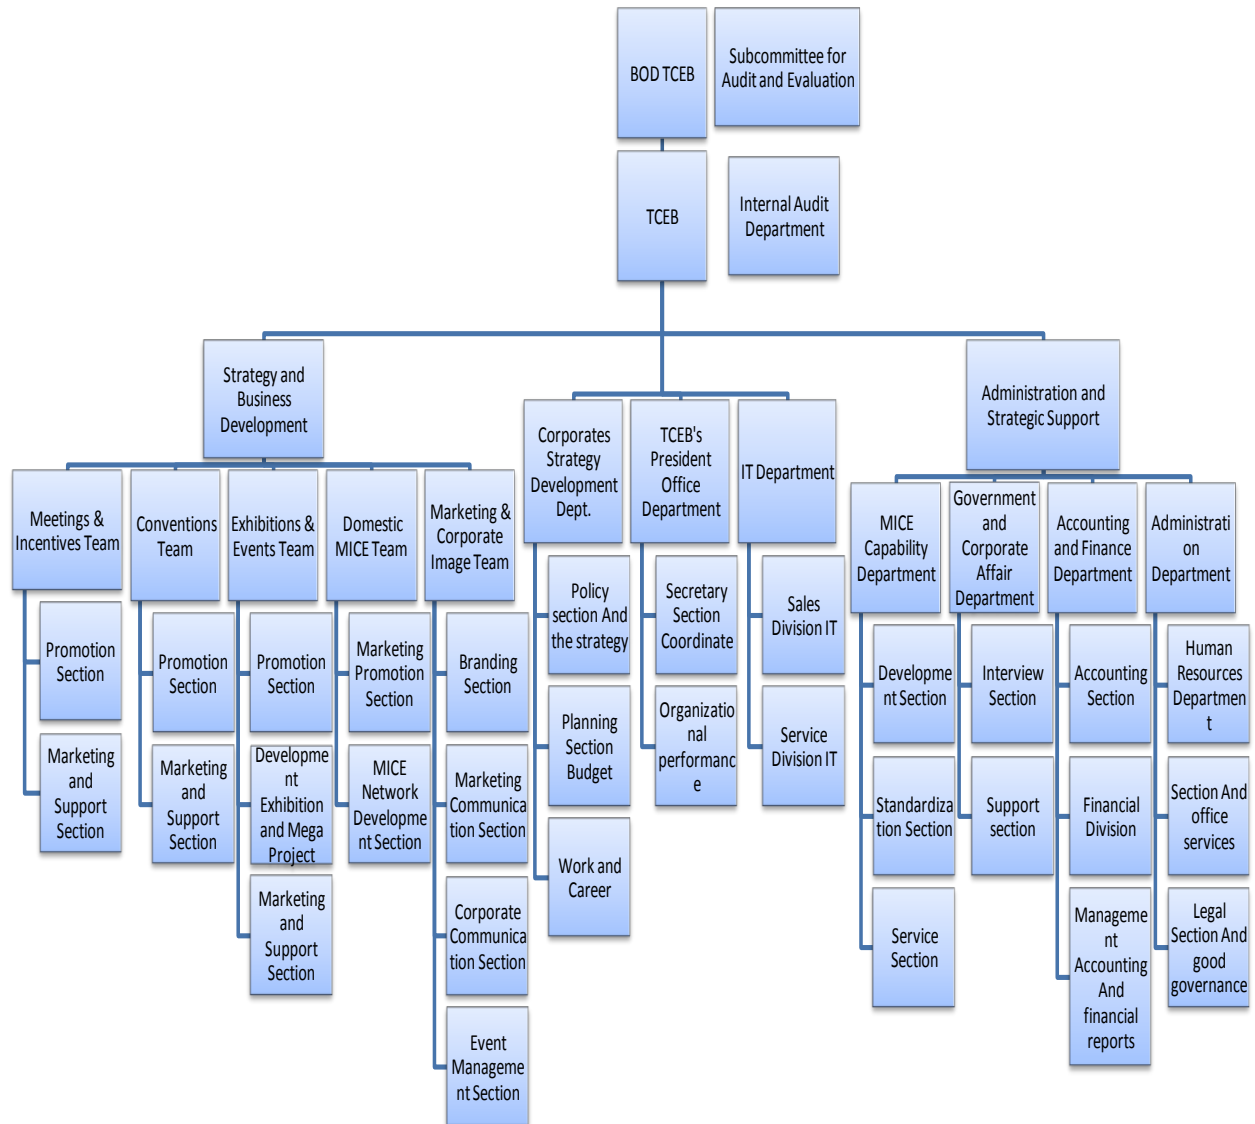 BOD TCEB
Subcommittee for
Audit and Evaluation
TCEB
Internal Audit
Department
Strategy and
Business
Development
Corporates
Strategy
Development
Dept.
TCEB's
President
Office
Department
IT Department
Administration and
Strategic Support
Meetings &
Incentives Team
Conventions
Team
Exhibitions &
Events Team
Domestic
MICE Team
Marketing &
Corporate
Image Team
MICE
Capability
Department
Government
and
Corporate
Affair
Department
Accounting
and Finance
Department
Administrati
on
Department
Promotion
Section
Marketing
and
Support
Section
Promotion
Section
Marketing
and
Support
Section
Promotion
Section
Developme
nt
Exhibition
and Mega
Project
Marketing
and
Support
Section
Marketing
Promotion
Section
MICE
Network
Developme
nt Section
Branding
Section
Marketing
Communica
tion Section
Corporate
Communica
tion Section
Event
Manageme
nt Section
Policy
section And
the strategy
Planning
Section
Budget
Work and
Career
Secretary
Section
Coordinate
Organizatio
nal
performanc
e
Sales
Division IT
Service
Division IT
Developme
nt Section
Standardiza
tion Section
Service
Section
Interview
Section
Support
section
Accounting
Section
Financial
Division
Manageme
nt
Accounting
And
financial
reports
Human
Resources
Departmen
t
Section And
office
services
Legal
Section And
good
governance